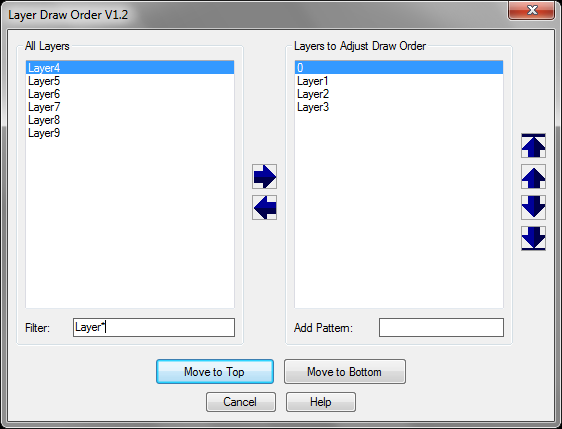 Layer Draw Order V1.2
All Layers
Layer4
Layer5
Layer6
Layer7
Layer8
Layer9
Filter: Layer*
Layers to Adjust Draw Order
0
Layer1
Layer2
Layer3
Add Pattern:
Move to Top
Move to Bottom
Cancel
Help